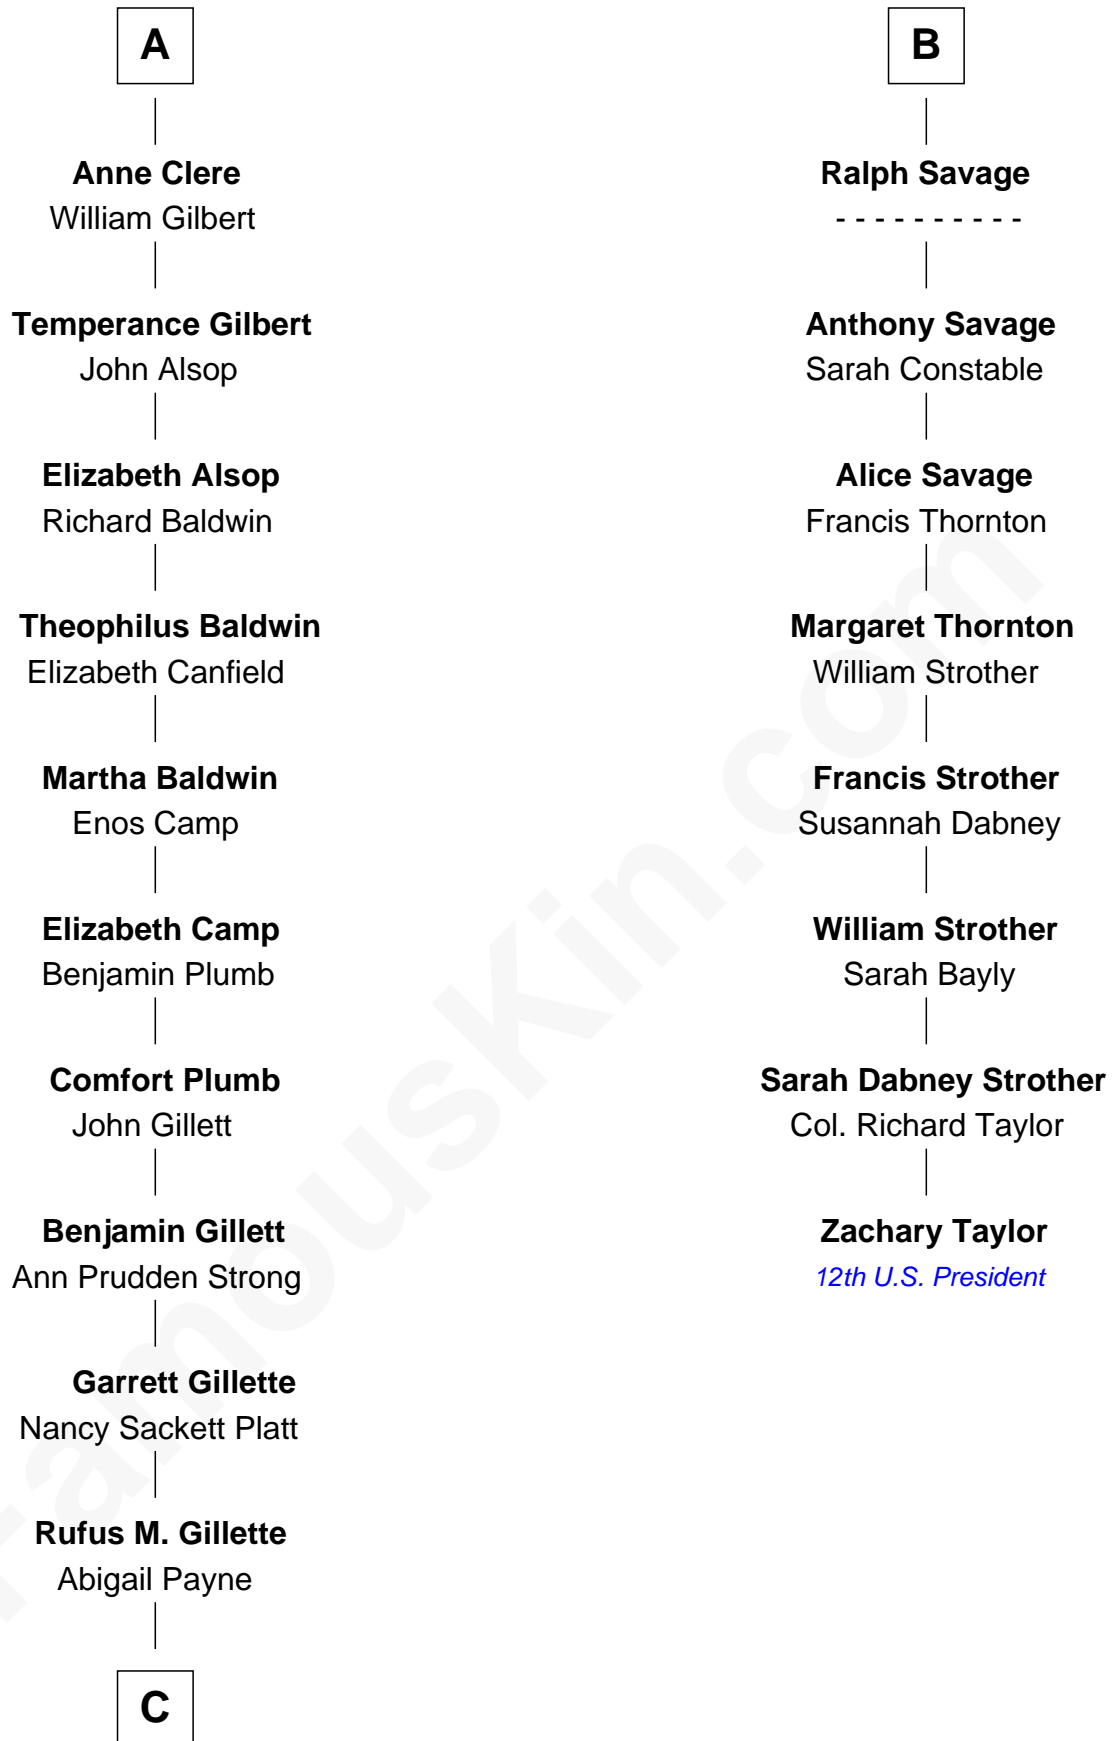 A
Anne Clere
William Gilbert
Temperance Gilbert
John Alsop
Elizabeth Alsop
Richard Baldwin
Theophilus Baldwin
Elizabeth Canfield
Martha Baldwin
Enos Camp
Elizabeth Camp
Benjamin Plumb
Comfort Plumb
John Gillett
Benjamin Gillett
Ann Prudden Strong
Garrett Gillette
Nancy Sackett Platt
Rufus M. Gillette
Abigail Payne
C
B
Ralph Savage
- - - - - - - - - -
Anthony Savage
Sarah Constable
Alice Savage
Francis Thornton
Margaret Thornton
William Strother
Francis Strother
Susannah Dabney
William Strother
Sarah Bayly
Sarah Dabney Strother
Col. Richard Taylor
Zachary Taylor
12th U.S. President
FamousKin.com